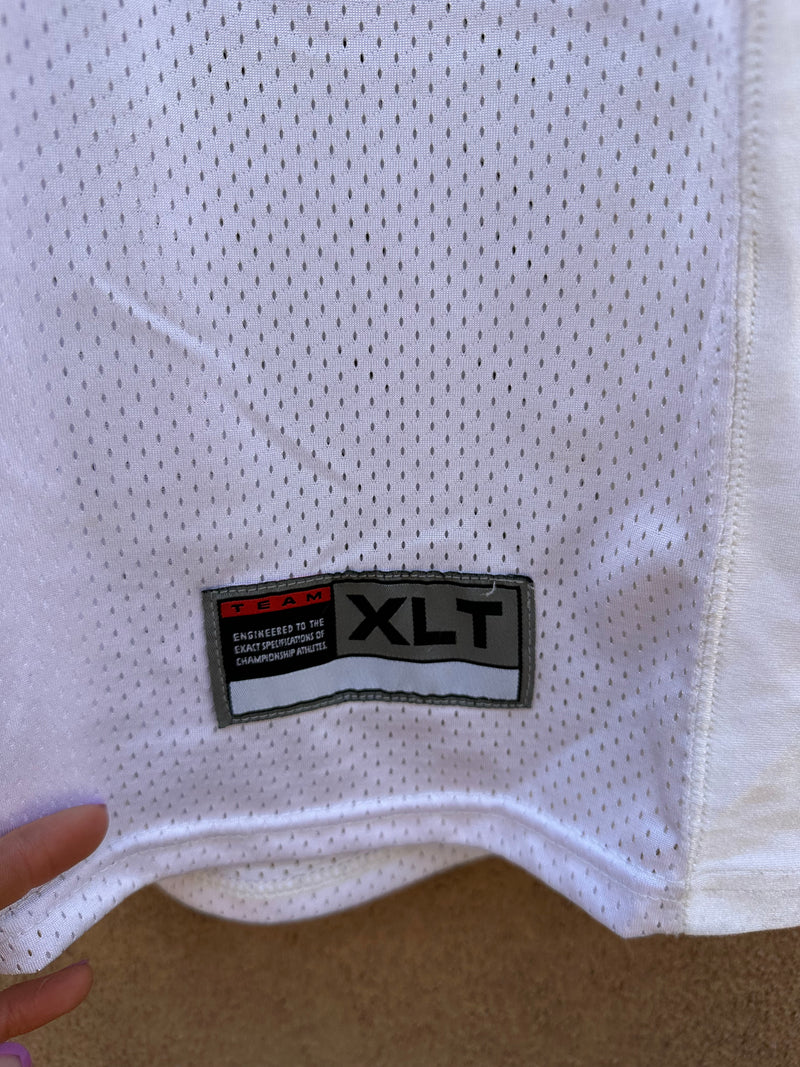 TEAM
XLT
ENGINEERED TO THE
EXACT SPECIFICATIONS OF
CHAMPIONSHIP ATHLETES.